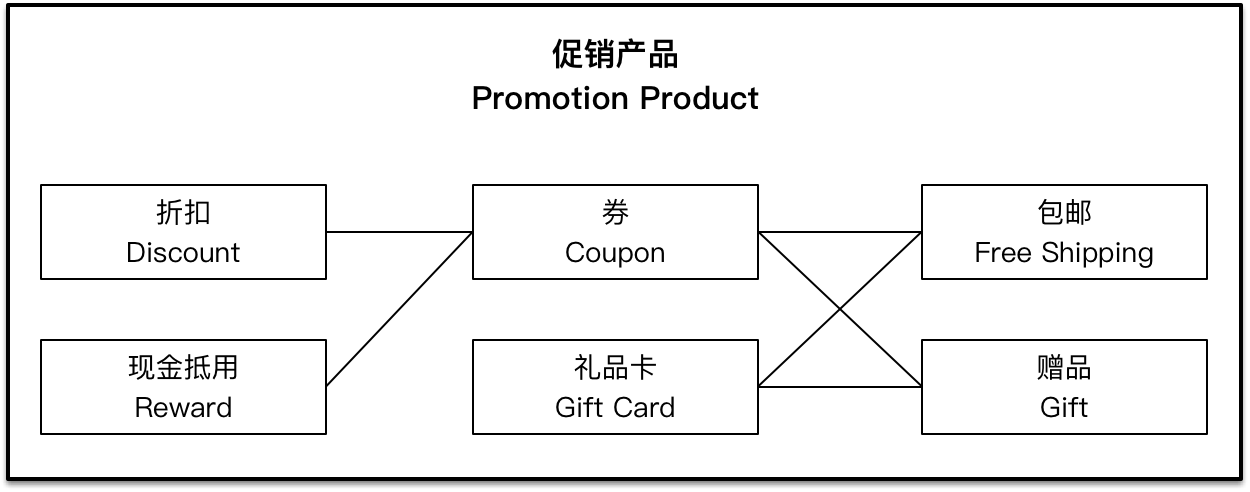 促销产品
Promotion Product
折扣
Discount
券
Coupon
包邮
Free Shipping
现金抵用
Reward
礼品卡
Gift Card
赠品
Gift